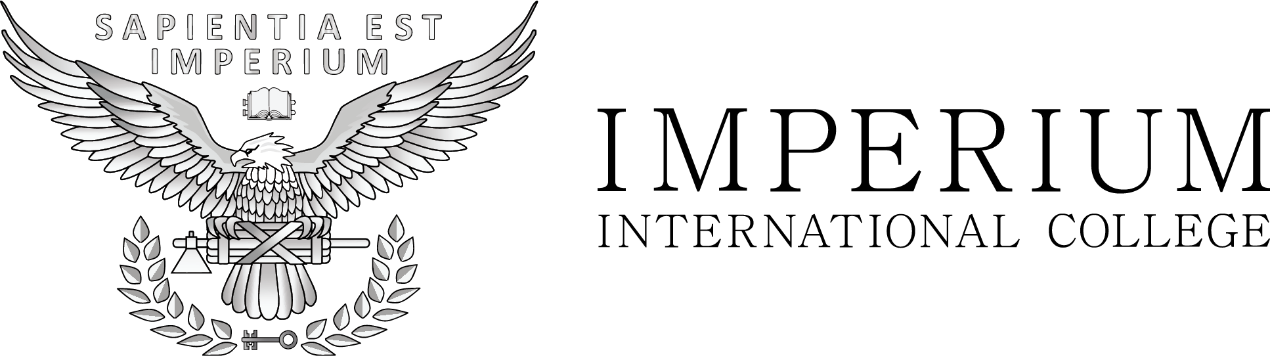 SAPIENTIA EST
IMPERIUM
IMPERIUM
INTERNATIONAL COLLEGE